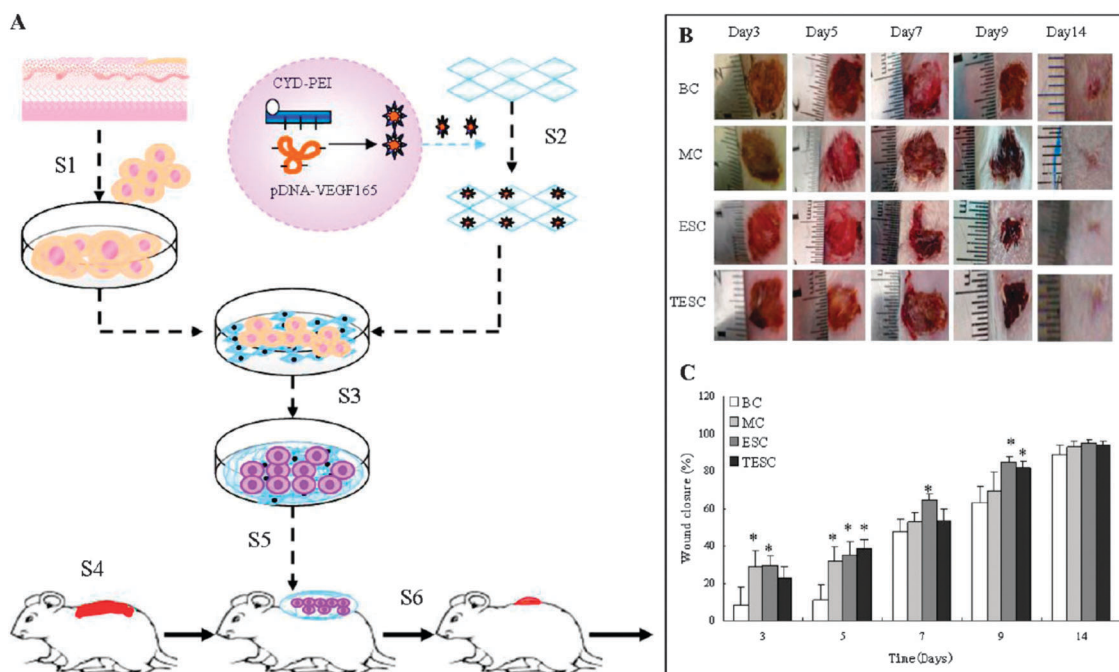 A
CYD-PEI
pDNA-VEGF165
S1
S2
S3
S5
S4
S6
B
Day3 Day5 Day7 Day9 Day14
BC
MC
ESC
TESC
C
BC
MC
ESC
TESC
Wound closure (%)
120
100
80
60
40
20
0
* * * * * * * *
3 5 7 9 14
Time(Days)